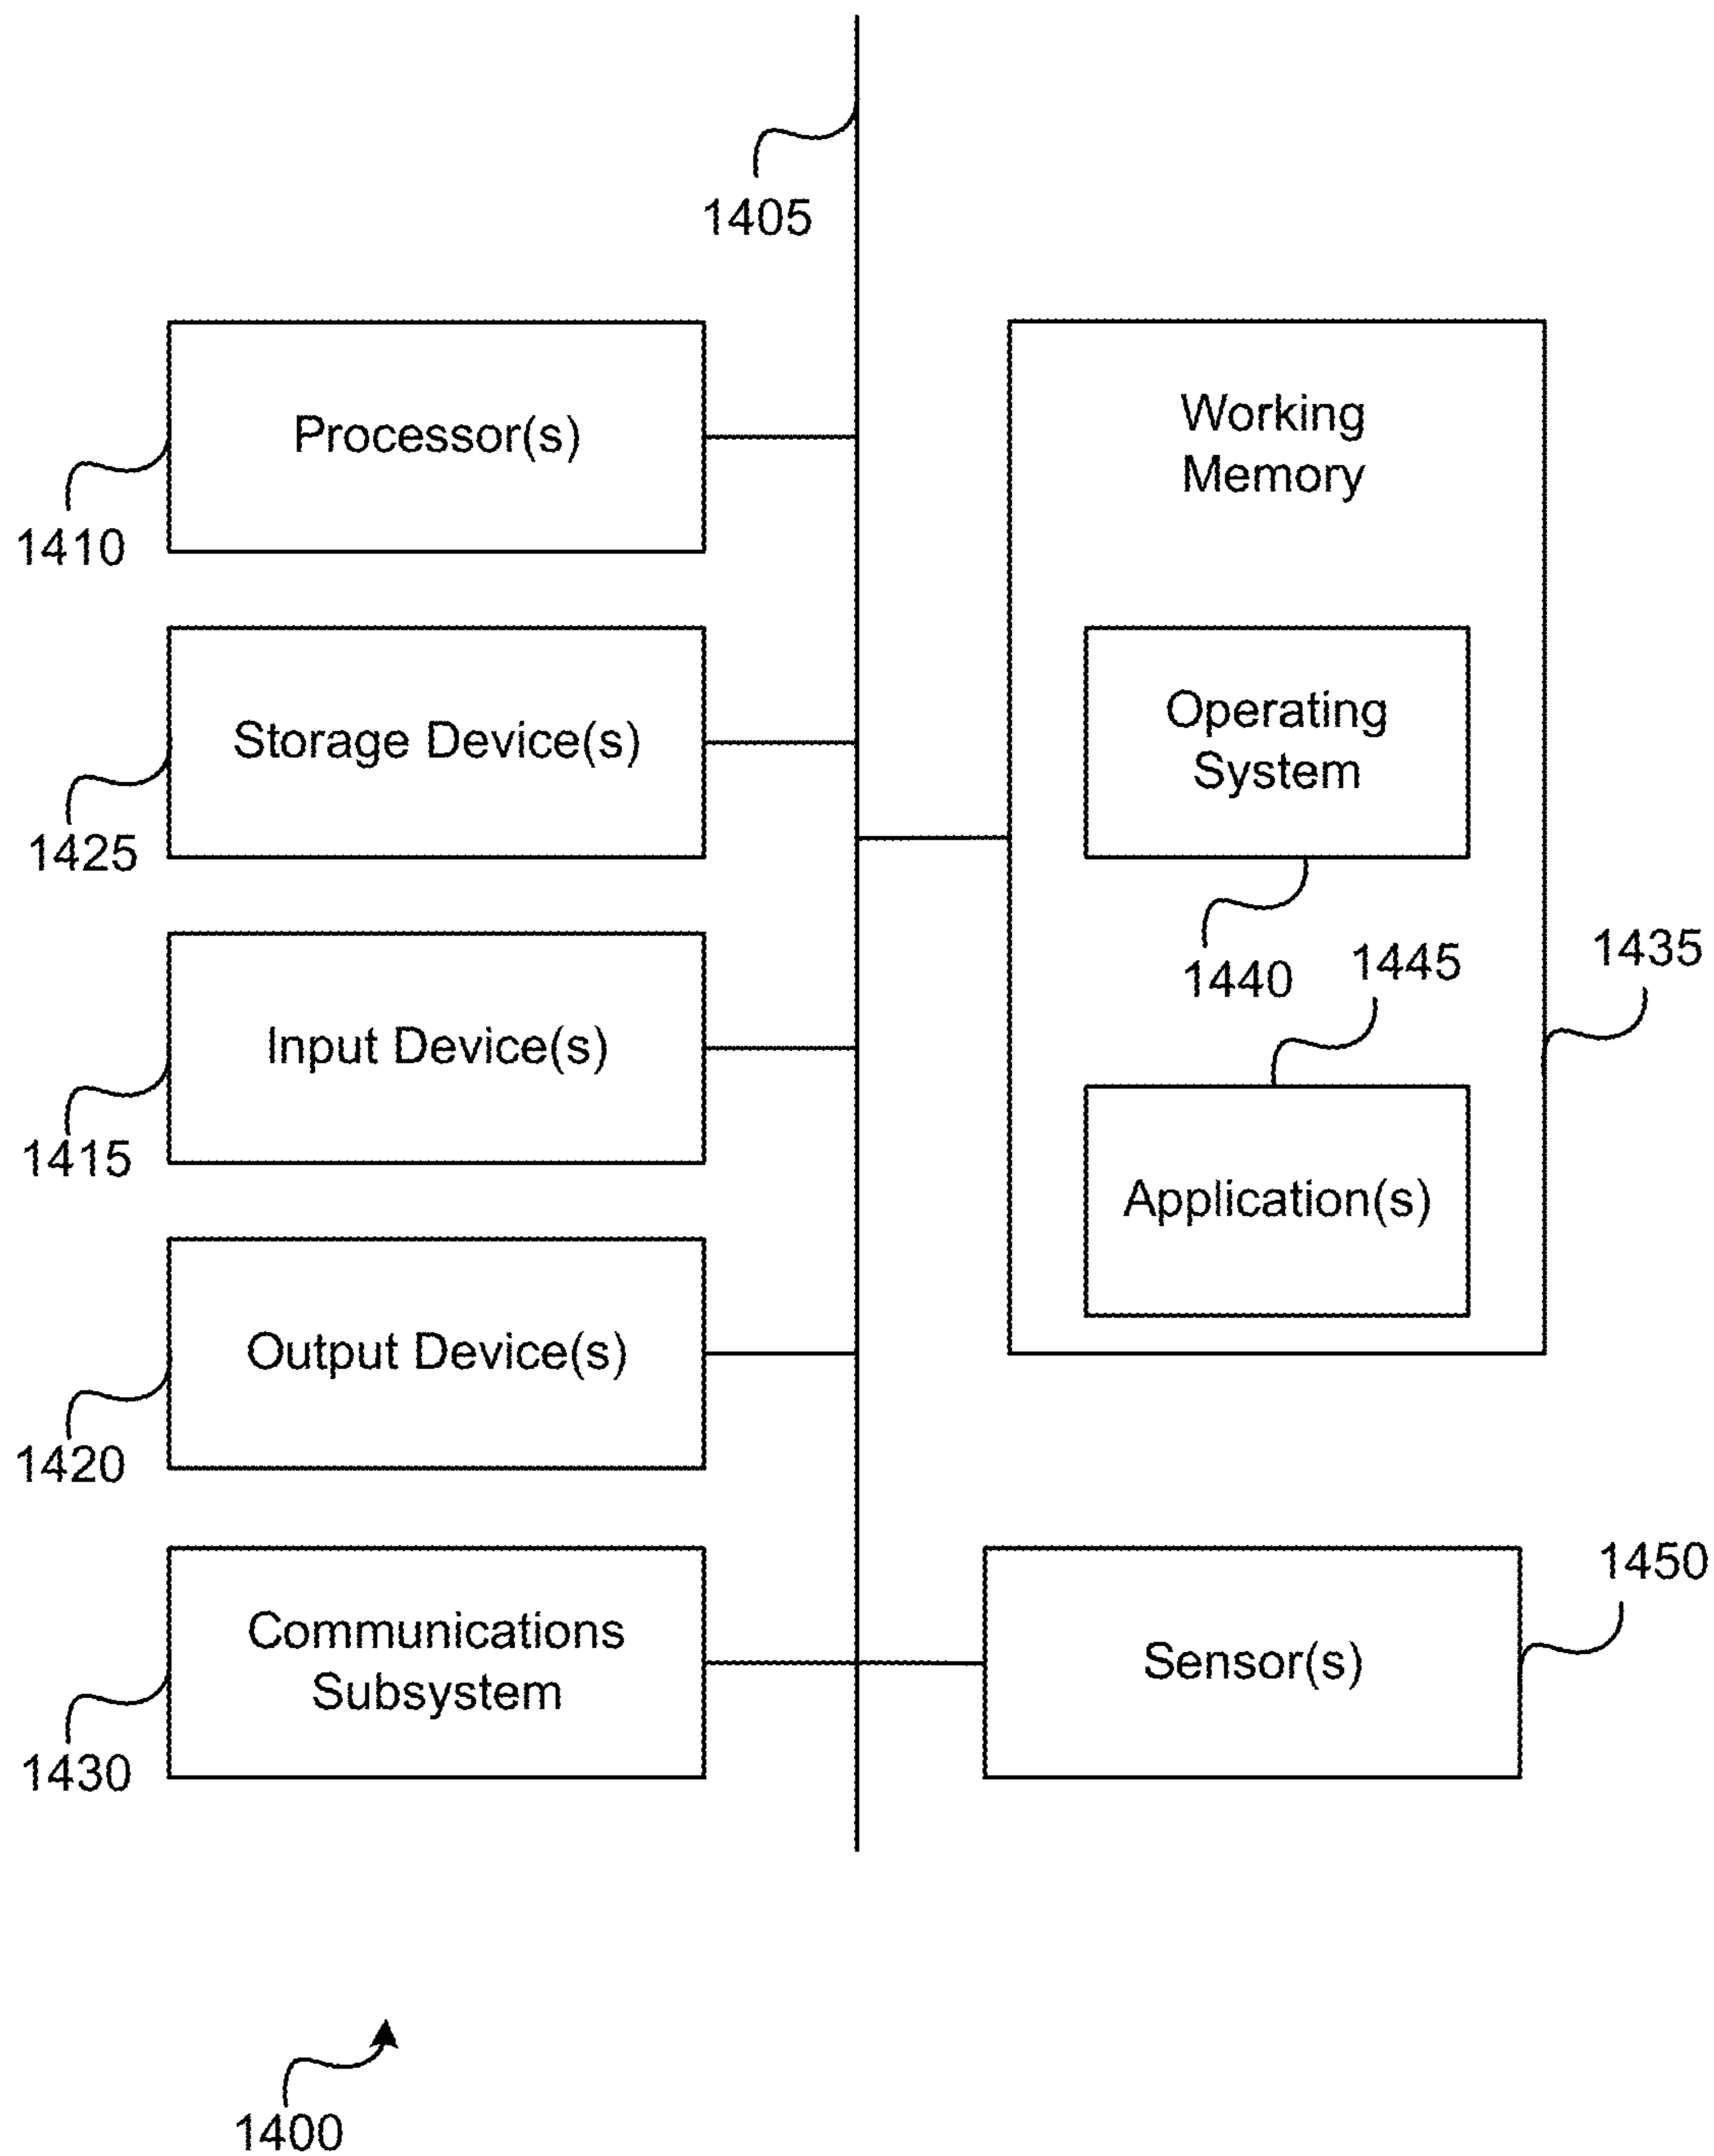 1405
Processor(s)
1410
Storage Device(s)
1425
Input Device(s)
1415
Output Device(s)
1420
Communications
Subsystem
1430
Working
Memory
Operating
System
1440
1445
1435
Application(s)
Sensor(s)
1450
1400